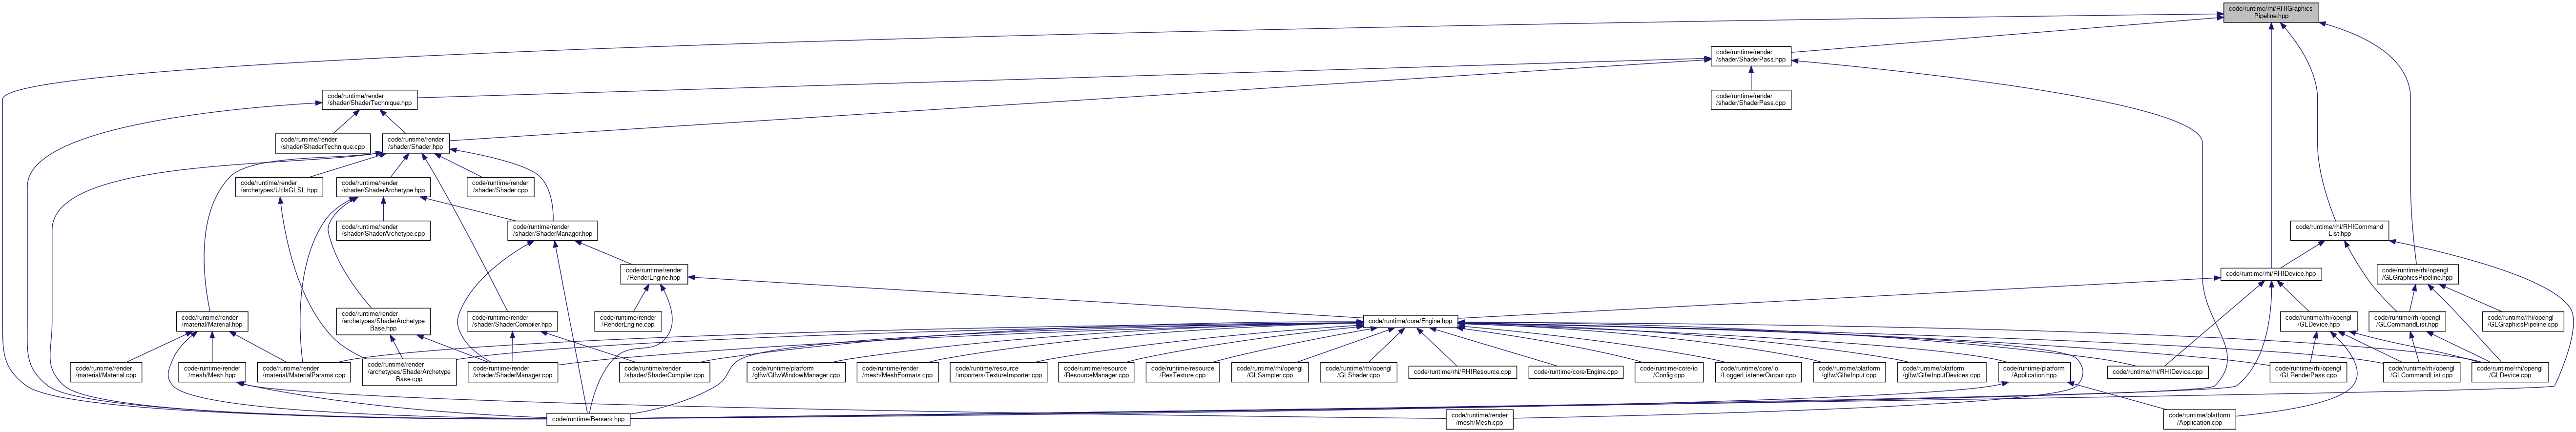 code/runtime/rhi/RHIGraphics
Pipeline.hpp
code/runtime/render
/shader/ShaderPass.hpp
code/runtime/render
/shader/ShaderTechnique.hpp
code/runtime/render
/shader/ShaderPass.cpp
code/runtime/render
/shader/ShaderTechnique.cpp
code/runtime/render
/shader/Shader.hpp
code/runtime/render
/archetypes/UtilsGLSL.hpp
code/runtime/render
/shader/ShaderArchetype.hpp
code/runtime/render
/shader/Shader.cpp
code/runtime/render
/shader/ShaderArchetype.cpp
code/runtime/render
/shader/ShaderManager.hpp
code/runtime/rhi/RHICommand
List.hpp
code/runtime/render
/RenderEngine.hpp
code/runtime/rhi/RHIDevice.hpp
code/runtime/rhi/opengl
/GLGraphicsPipeline.hpp
code/runtime/render
/material/Material.hpp
code/runtime/render
/archetypes/ShaderArchetype
Base.hpp
code/runtime/render
/shader/ShaderCompiler.hpp
code/runtime/render
/RenderEngine.cpp
code/runtime/core/Engine.hpp
code/runtime/rhi/opengl
/GLDevice.hpp
code/runtime/rhi/opengl
/GLCommandList.hpp
code/runtime/rhi/opengl
/GLGraphicsPipeline.cpp
code/runtime/render
/material/Material.cpp
code/runtime/render
/mesh/Mesh.hpp
code/runtime/render
/material/MaterialParams.cpp
code/runtime/render
/archetypes/ShaderArchetype
Base.cpp
code/runtime/render
/shader/ShaderManager.cpp
code/runtime/render
/shader/ShaderCompiler.cpp
code/runtime/platform
/glfw/GlfwWindowManager.cpp
code/runtime/render
/mesh/MeshFormats.cpp
code/runtime/resource
/importers/TextureImporter.cpp
code/runtime/resource
/ResourceManager.cpp
code/runtime/resource
/ResTexture.cpp
code/runtime/rhi/opengl
/GLSampler.cpp
code/runtime/rhi/opengl
/GLShader.cpp
code/runtime/rhi/RHIResource.cpp
code/runtime/core/Engine.cpp
code/runtime/core/io
/Config.cpp
code/runtime/core/io
/LoggerListenerOutput.cpp
code/runtime/platform
/glfw/GlfwInput.cpp
code/runtime/platform
/glfw/GlfwInputDevices.cpp
code/runtime/platform
/Application.hpp
code/runtime/rhi/RHIDevice.cpp
code/runtime/rhi/opengl
/GLRenderPass.cpp
code/runtime/rhi/opengl
/GLCommandList.cpp
code/runtime/rhi/opengl
/GLDevice.cpp
code/runtime/Berserk.hpp
code/runtime/render
/mesh/Mesh.cpp
code/runtime/platform
/Application.cpp